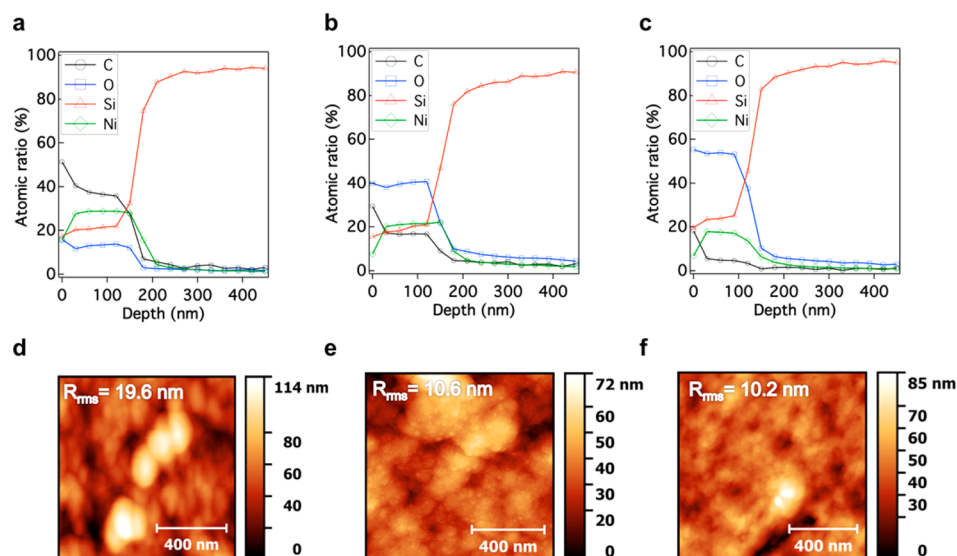 a
b
c
100
80
60
40
20
0
Atomic ratio (%)
C
O
Si
Ni
0 100 200 300 400
Depth (nm)
100
80
60
40
20
0
Atomic ratio (%)
C
O
Si
Ni
0 100 200 300 400
Depth (nm)
100
80
60
40
20
0
Atomic ratio (%)
C
O
Si
Ni
0 100 200 300 400
Depth (nm)
d
e
f
Rrms= 19.6 nm
400 nm
114 nm
80
60
40
0
Rrms= 10.6 nm
400 nm
72 nm
60
50
40
30
20
0
Rrms= 10.2 nm
400 nm
85 nm
70
60
50
40
30
0